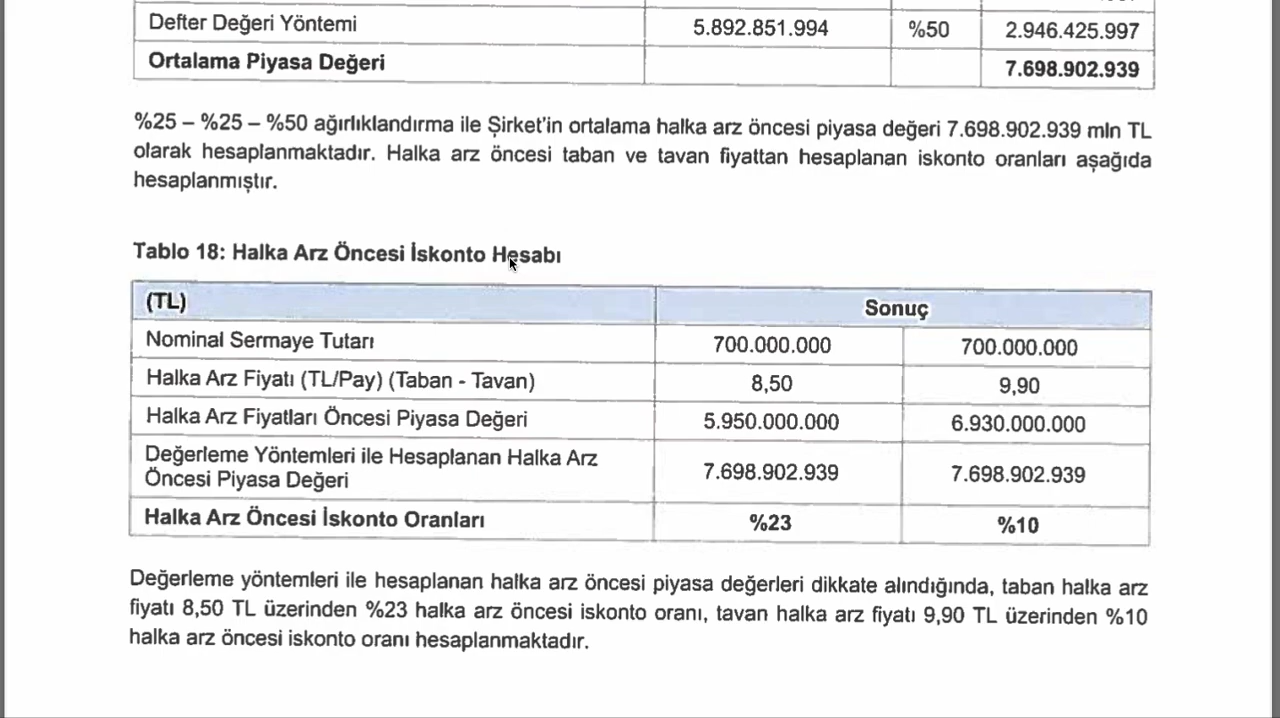 Defter Değeri Yöntemi 5.892.851.994 %50 2.946.425.997
Ortalama Piyasa Değeri 7.698.902.939
%25 – %25 – %50 ağırlıklandırma ile Şirket'in ortalama halka arz öncesi piyasa değeri 7.698.902.939 mln TL
olarak hesaplanmaktadır. Halka arz öncesi taban ve tavan fiyattan hesaplanan iskonto oranları aşağıda
hesaplanmıştır.
Tablo 18: Halka Arz Öncesi İskonto Hesabı
(TL) Sonuç
Nominal Sermaye Tutarı 700.000.000 700.000.000
Halka Arz Fiyatı (TL/Pay) (Taban - Tavan) 8,50 9,90
Halka Arz Fiyatları Öncesi Piyasa Değeri 5.950.000.000 6.930.000.000
Değerleme Yöntemleri ile Hesaplanan Halka Arz
Öncesi Piyasa Değeri 7.698.902.939 7.698.902.939
Halka Arz Öncesi İskonto Oranları %23 %10
Değerleme yöntemleri ile hesaplanan halka arz öncesi piyasa değerleri dikkate alındığında, taban halka arz
fiyatı 8,50 TL üzerinden %23 halka arz öncesi iskonto oranı, tavan halka arz fiyatı 9,90 TL üzerinden %10
halka arz öncesi iskonto oranı hesaplanmaktadır.